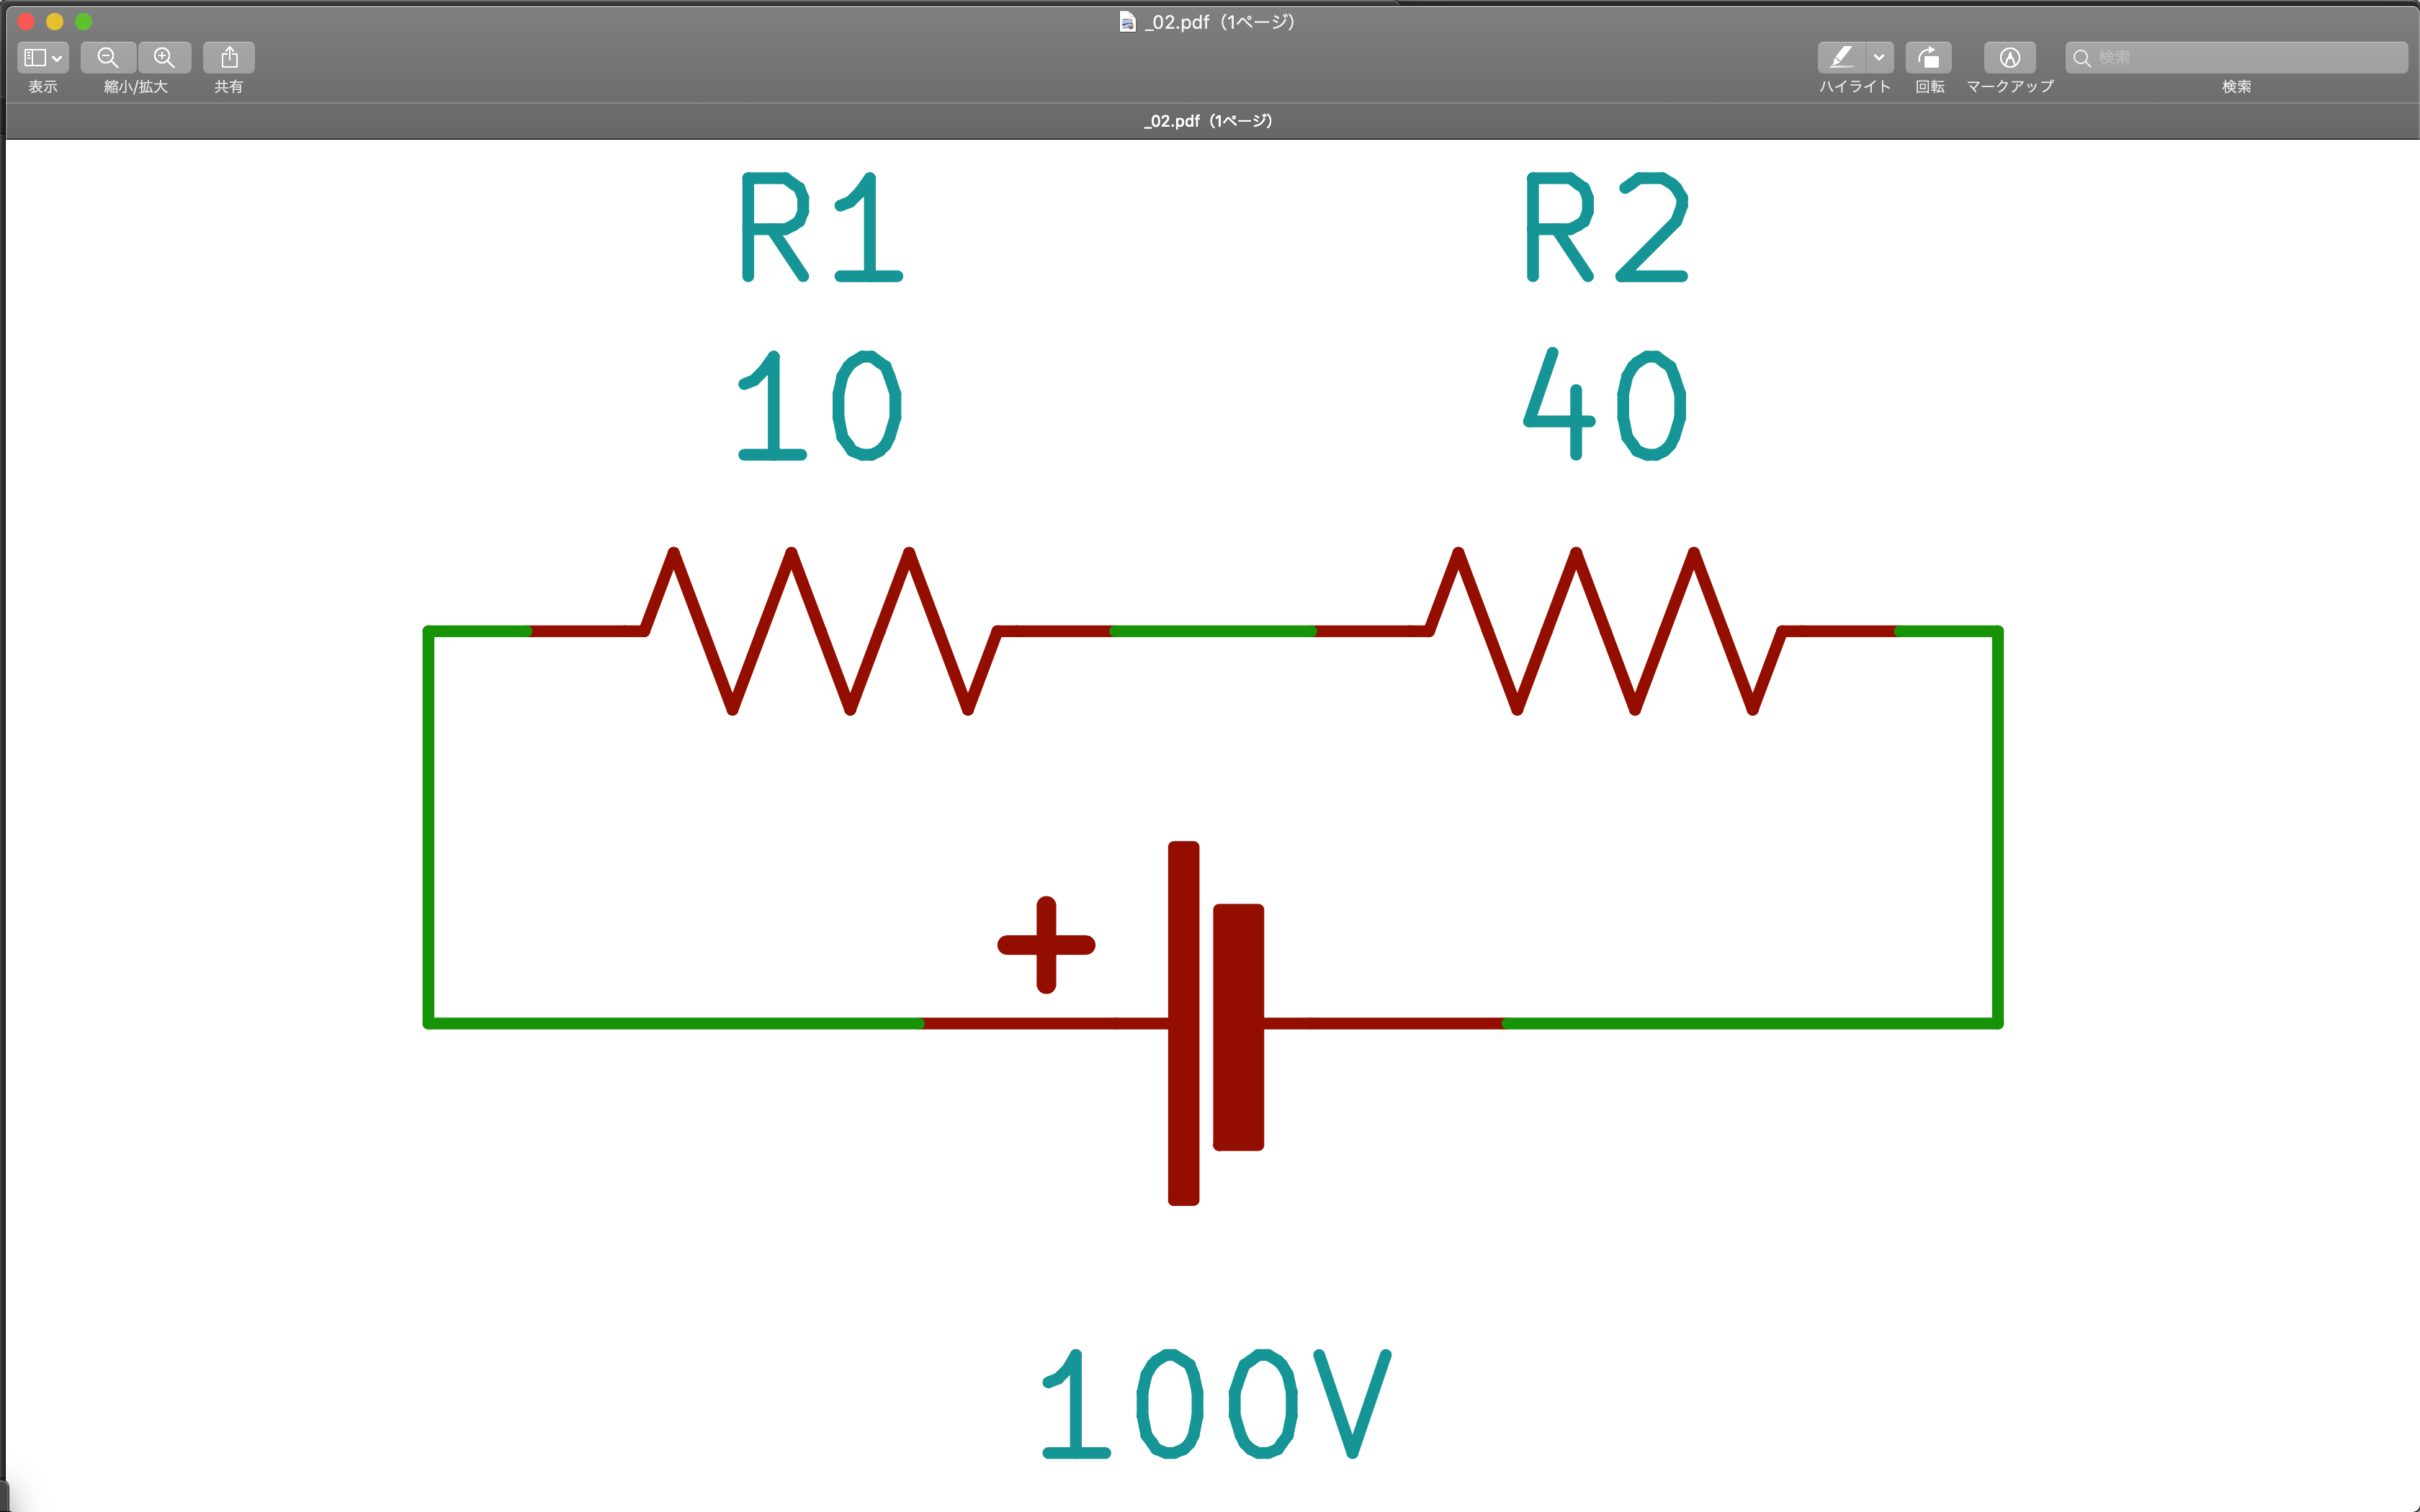 _02.pdf（1ページ）
表示
縮小/拡大
共有
ハイライト
回転
マークアップ
検索
検索
_02.pdf（1ページ）
R1
R2
10
40
+
100V